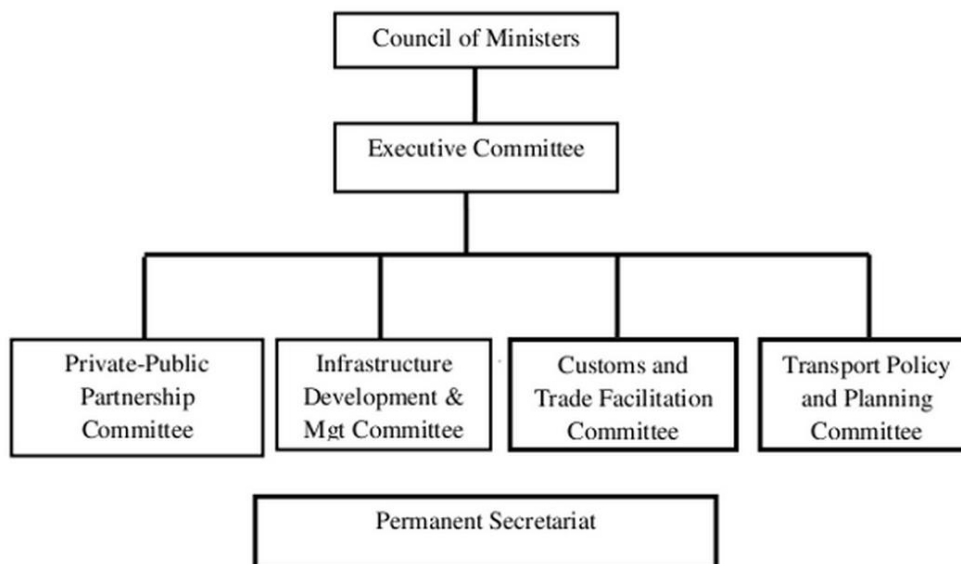 Council of Ministers
Executive Committee
Private-Public
Partnership
Committee
Infrastructure
Development &
Mgt Committee
Customs and
Trade Facilitation
Committee
Transport Policy
and Planning
Committee
Permanent Secretariat